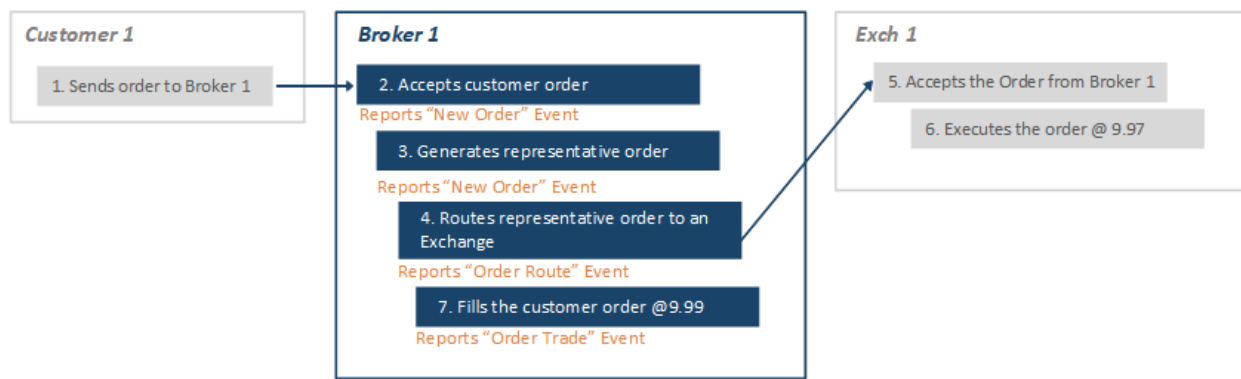 Customer 1
1. Sends order to Broker 1
Broker 1
2. Accepts customer order
Reports “New Order” Event
3. Generates representative order
Reports “New Order” Event
4. Routes representative order to an
Exchange
Reports “Order Route” Event
7. Fills the customer order @9.99
Reports “Order Trade” Event
Exch 1
5. Accepts the Order from Broker 1
6. Executes the order @ 9.97